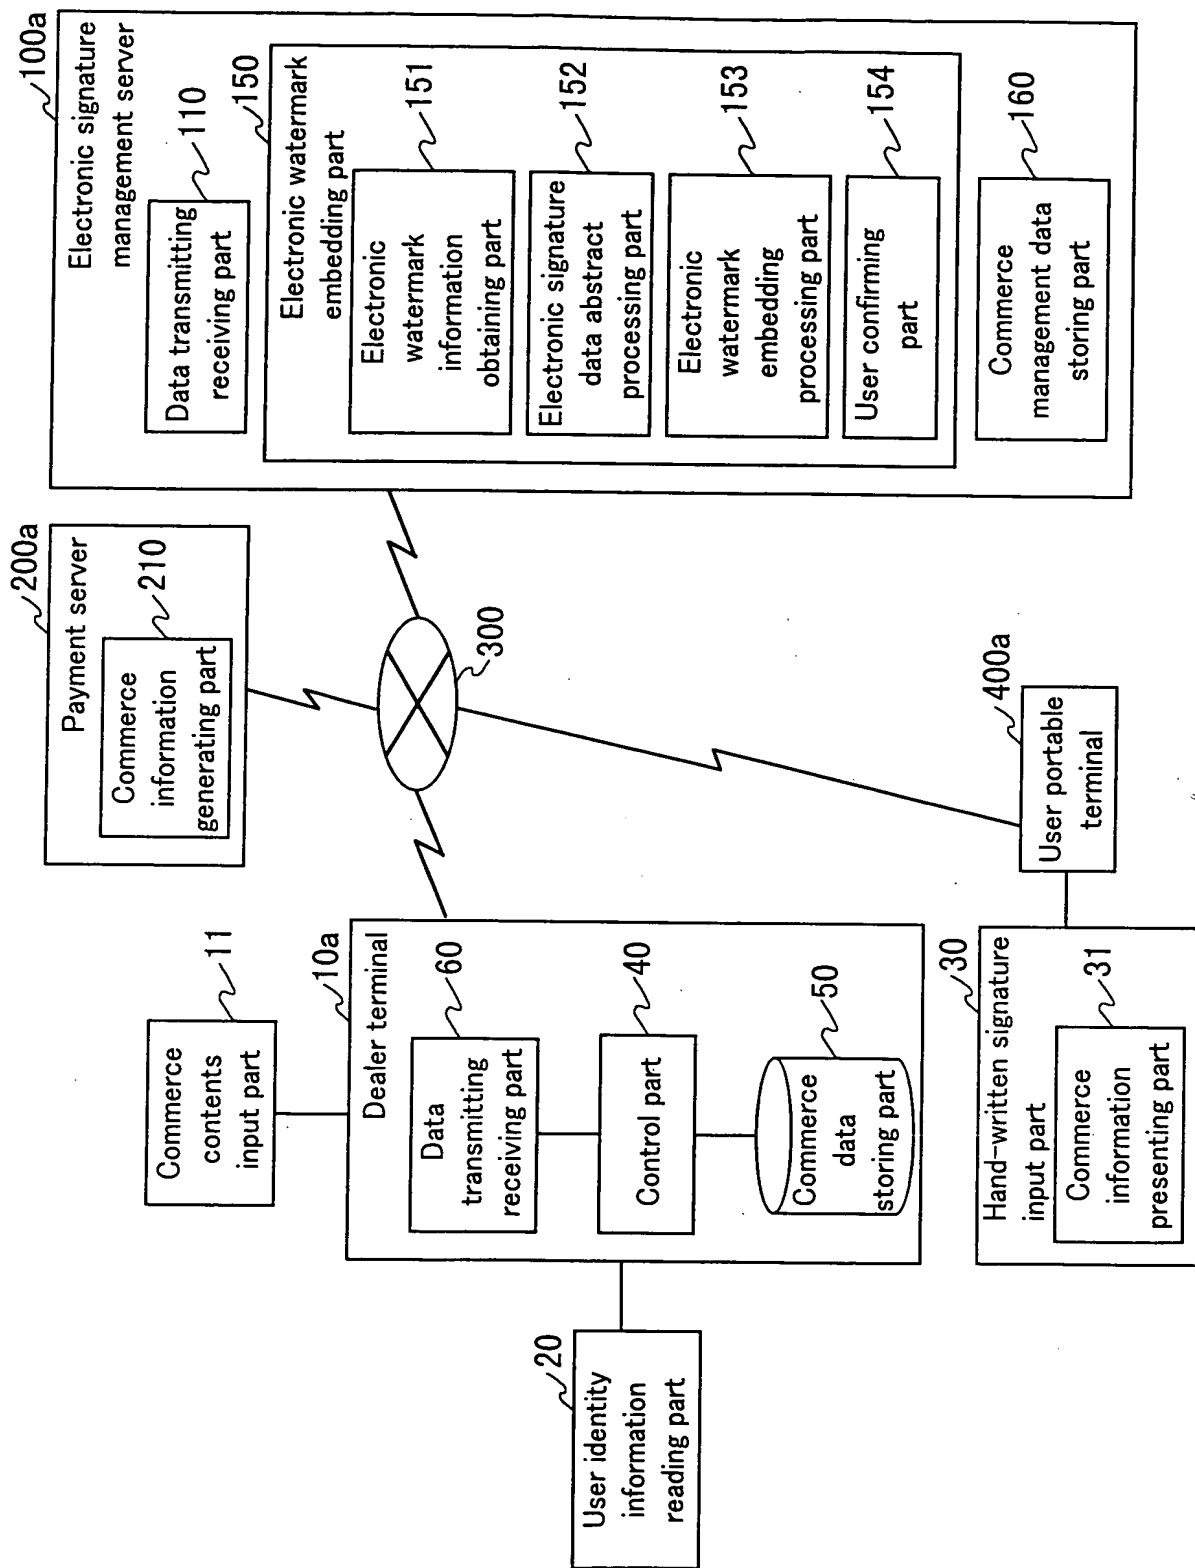 100a
Electronic signature
management server
110
Data transmitting
receiving part
150
Electronic watermark
embedding part
151
Electronic
watermark
information
obtaining part
152
Electronic signature
data abstract
processing part
153
Electronic
watermark
embedding
processing part
154
User confirming
part
160
Commerce
management data
storing part
200a
Payment server
210
Commerce
information
generating part
300
400a
User portable
terminal
11
Commerce
contents
input part
10a
Dealer terminal
60
Data
transmitting
receiving part
40
Control part
50
Commerce
data
storing part
30
Hand-written signature
input part
31
Commerce
information
presenting part
20
User identity
information
reading part